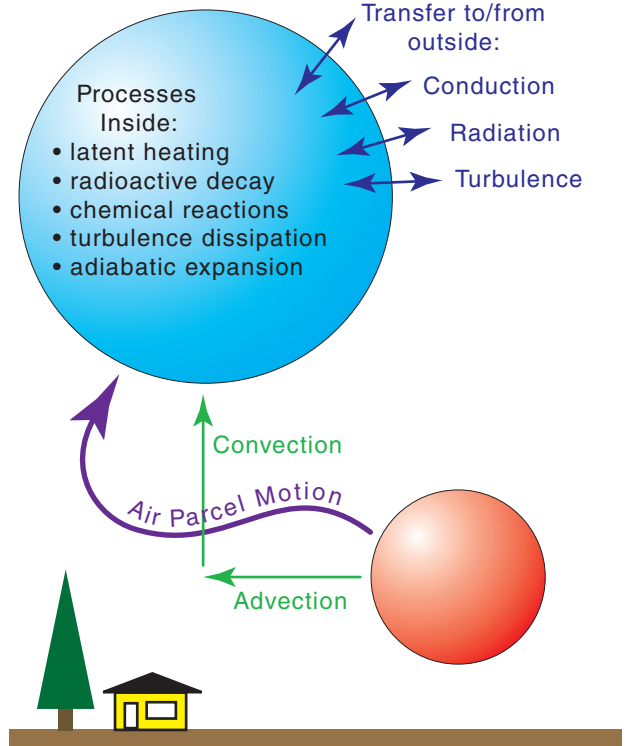 Transfer to/from
outside:
Conduction
Radiation
Turbulence
Processes
Inside:
• latent heating
• radioactive decay
• chemical reactions
• turbulence dissipation
• adiabatic expansion
Convection
Air Parcel Motion
Advection